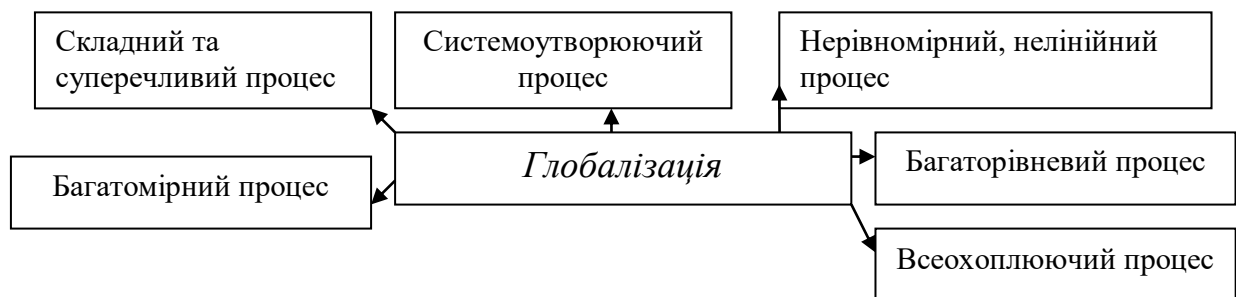 Складний та
суперечливий процес
Системоутворюючий
процес
Нерівномірний, нелінійний
процес
Глобалізація
Багатомірний процес
Багаторівневий процес
Всеохоплюючий процес